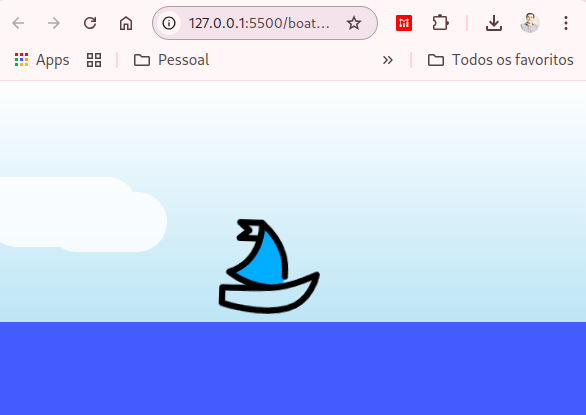 127.0.0.1:5500/boat…
Apps
Pessoal
»
Todos os favoritos